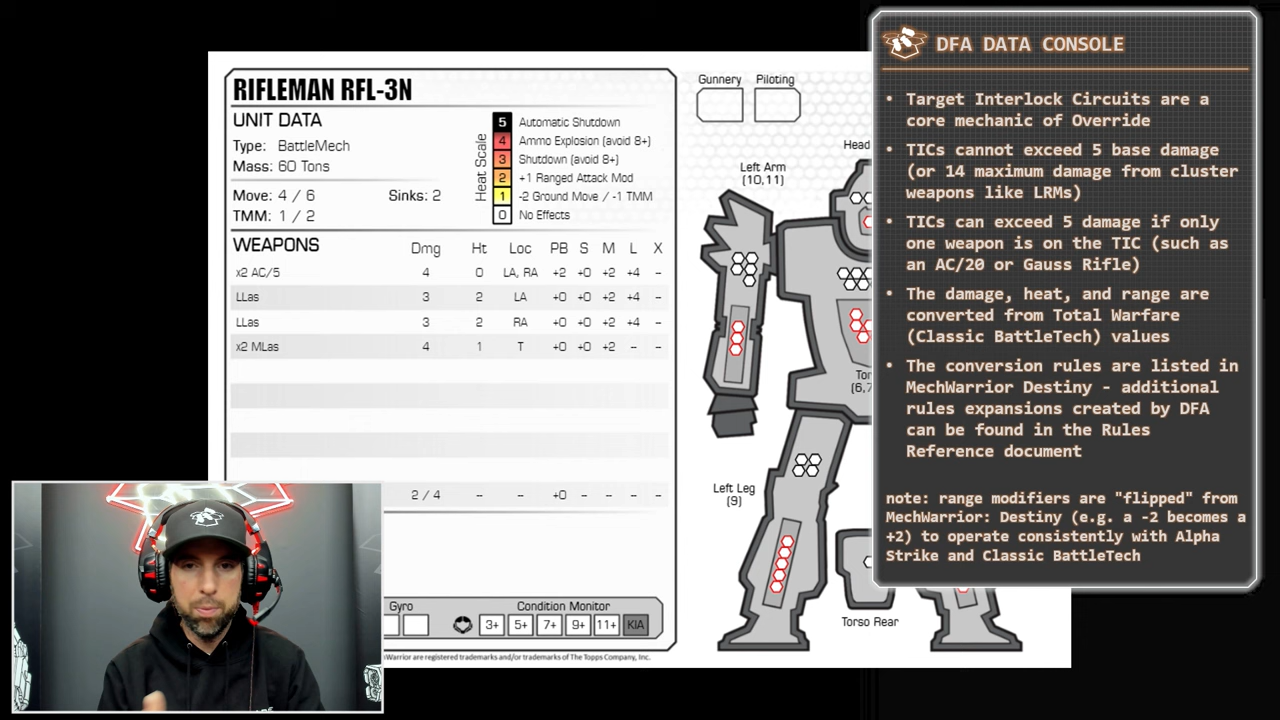 RIFLEMAN RFL-3N
UNIT DATA
Type: BattleMech
Mass: 60 Tons
Move: 4 / 6 Sinks: 2
TMM: 1 / 2
Heat Scale
5 Automatic Shutdown
4 Ammo Explosion (avoid 8+)
3 Shutdown (avoid 8+)
2 +1 Ranged Attack Mod
1 -2 Ground Move / -1 TMM
0 No Effects
WEAPONS Dmg Ht Loc PB S M L X
x2 AC/5 4 0 LA, RA +2 +0 +2 +4 --
LLas 3 2 LA +0 +0 +2 +4 --
LLas 3 2 RA +0 +0 +2 +4 --
x2 MLas 4 1 T +0 +0 +2 -- --
2 / 4 -- -- +0 -- -- -- --
Gyro
Condition Monitor
3+ 5+ 7+ 9+ 11+ KIA
Warrior are registered trademarks and/or trademarks of The Topps Company, Inc.
Gunnery Piloting
Head
Left Arm
(10,11)
Tor
(6,7
Left Leg
(9)
Torso Rear
DFA DATA CONSOLE
• Target Interlock Circuits are a
core mechanic of Override
• TICs cannot exceed 5 base damage
(or 14 maximum damage from cluster
weapons like LRMs)
• TICs can exceed 5 damage if only
one weapon is on the TIC (such as
an AC/20 or Gauss Rifle)
• The damage, heat, and range are
converted from Total Warfare
(Classic BattleTech) values
• The conversion rules are listed in
MechWarrior Destiny - additional
rules expansions created by DFA
can be found in the Rules
Reference document
note: range modifiers are "flipped" from
MechWarrior: Destiny (e.g. a -2 becomes a
+2) to operate consistently with Alpha
Strike and Classic BattleTech